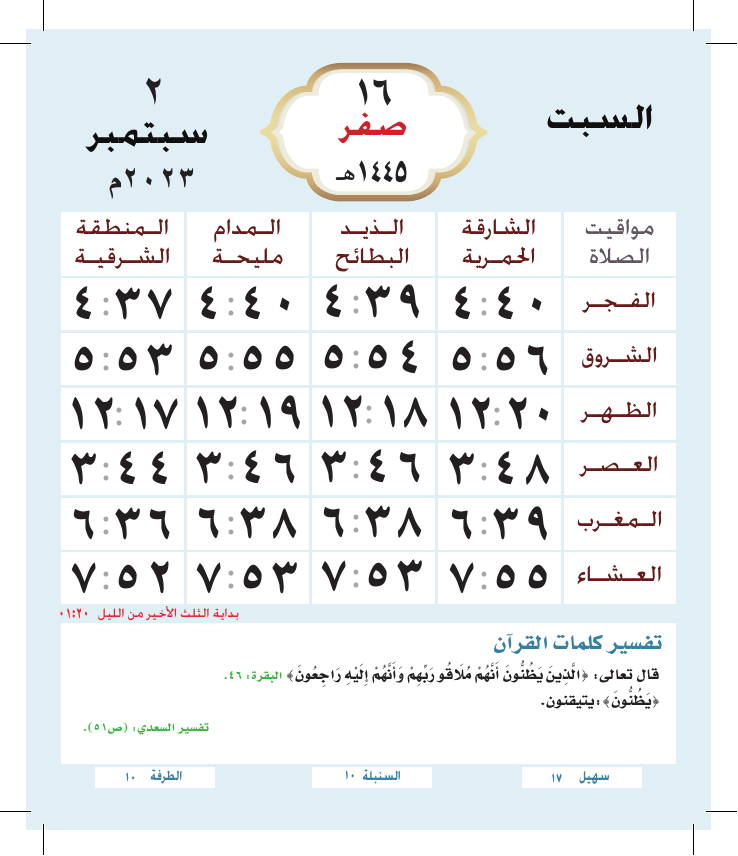 السبت
١٦
صفر
١٤٤٥هـ
٢
سبتمبر
٢٠٢٣م
مواقيت الصلاة الشارقة الحمرية الذيد البطائح المدام مليحة المنطقة الشرقية
الفجر ٤:٤٠ ٤:٣٩ ٤:٤٠ ٤:٣٧
الشروق ٥:٥٦ ٥:٥٤ ٥:٥٥ ٥:٥٣
الظهر ١٢:٢٠ ١٢:١٨ ١٢:١٩ ١٢:١٧
العصر ٣:٤٨ ٣:٤٦ ٣:٤٦ ٣:٤٤
المغرب ٦:٣٩ ٦:٣٨ ٦:٣٨ ٦:٣٦
العشاء ٧:٥٥ ٧:٥٣ ٧:٥٣ ٧:٥٢
بداية الثلث الأخير من الليل ٠١:٢٠
تفسير كلمات القرآن
قال تعالى: ﴿الَّذِينَ يَظُنُّونَ أَنَّهُمْ مُلَاقُو رَبِّهِمْ وَأَنَّهُمْ إِلَيْهِ رَاجِعُونَ﴾ البقرة: ٤٦.
﴿يَظُنُّونَ﴾: يتيقنون.
تفسير السعدي: (ص٥١).
سهيل ١٧
السنبلة ١٠
الطرفة ١٠